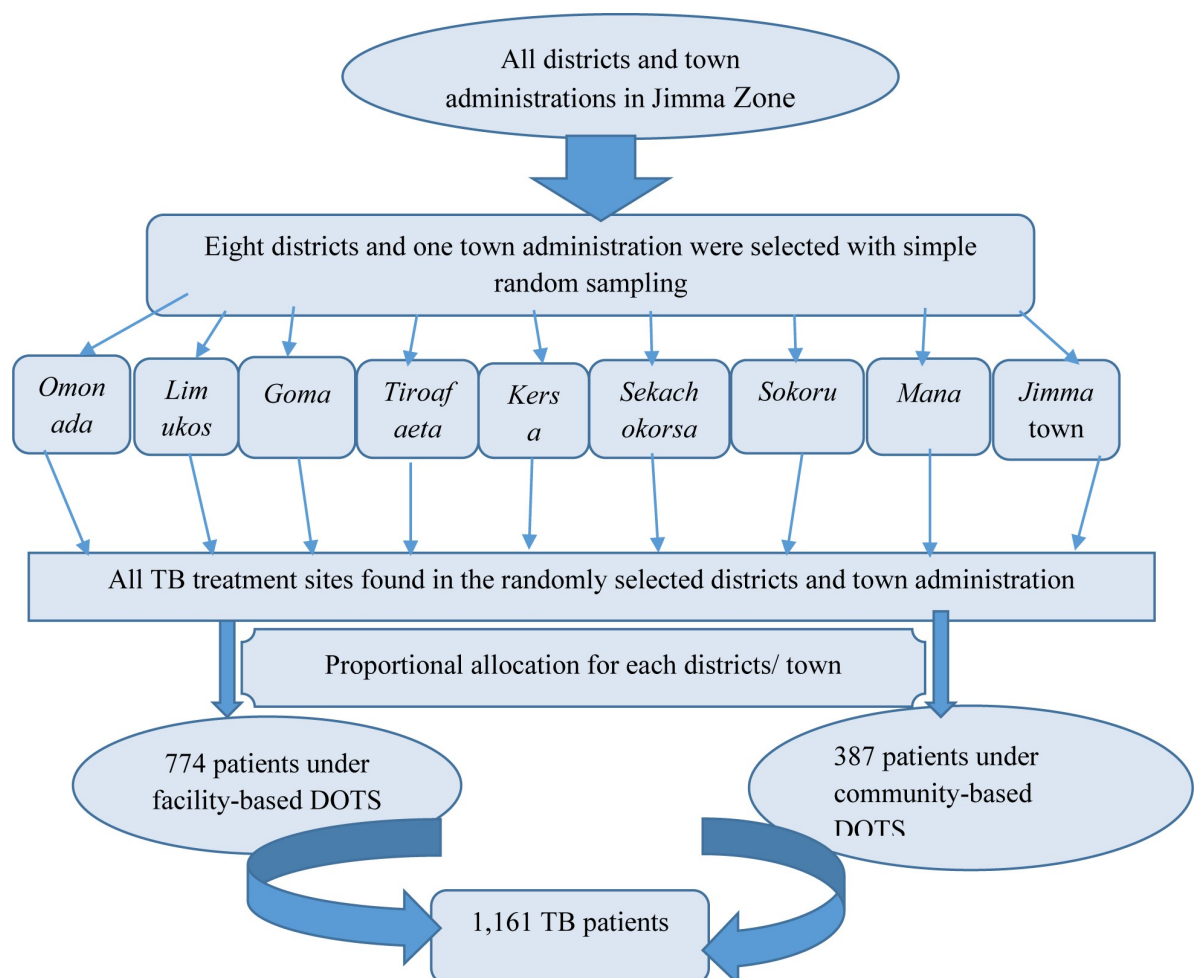 All districts and town
administrations in Jimma Zone
Eight districts and one town administration were selected with simple
random sampling
Omon
ada
Lim
ukos
Goma
Tiroaf
aeta
Kers
a
Sekach
okorsa
Sokoru
Mana
Jimma
town
All TB treatment sites found in the randomly selected districts and town administration
Proportional allocation for each districts/ town
774 patients under
facility-based DOTS
387 patients under
community-based
DOTS
1,161 TB patients